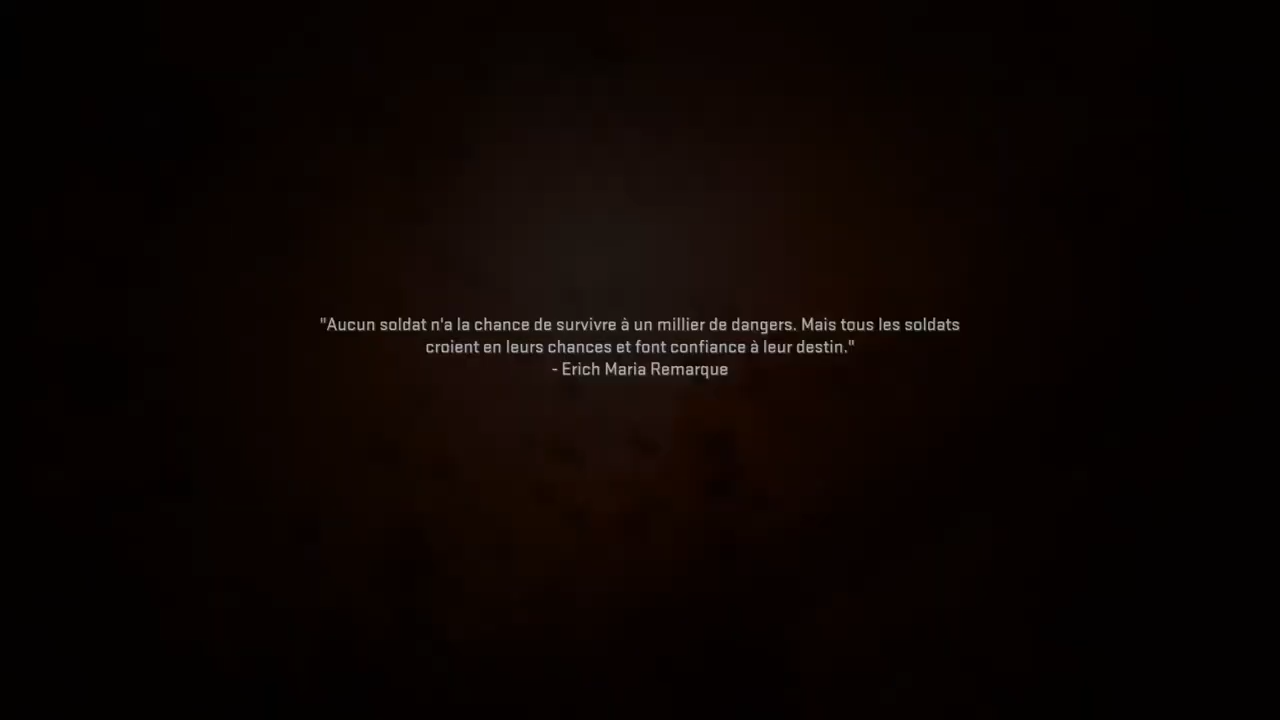 "Aucun soldat n'a la chance de survivre à un millier de dangers. Mais tous les soldats
croient en leurs chances et font confiance à leur destin."
- Erich Maria Remarque